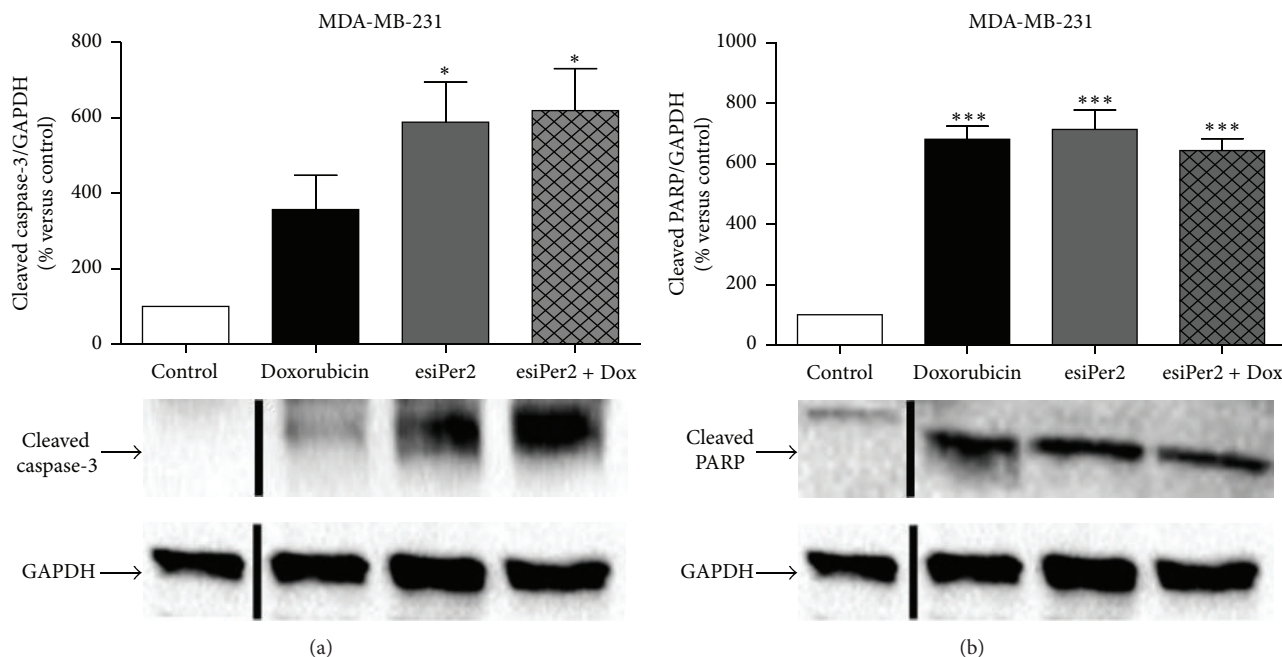 MDA-MB-231
Cleaved caspase-3/GAPDH
(% versus control)
800
600
400
200
0
*
*
Control
Doxorubicin
esiPer2
esiPer2 + Dox
Cleaved
caspase-3
GAPDH
(a)
MDA-MB-231
Cleaved PARP/GAPDH
(% versus control)
1000
800
600
400
200
0
***
***
***
Control
Doxorubicin
esiPer2
esiPer2 + Dox
Cleaved
PARP
GAPDH
(b)